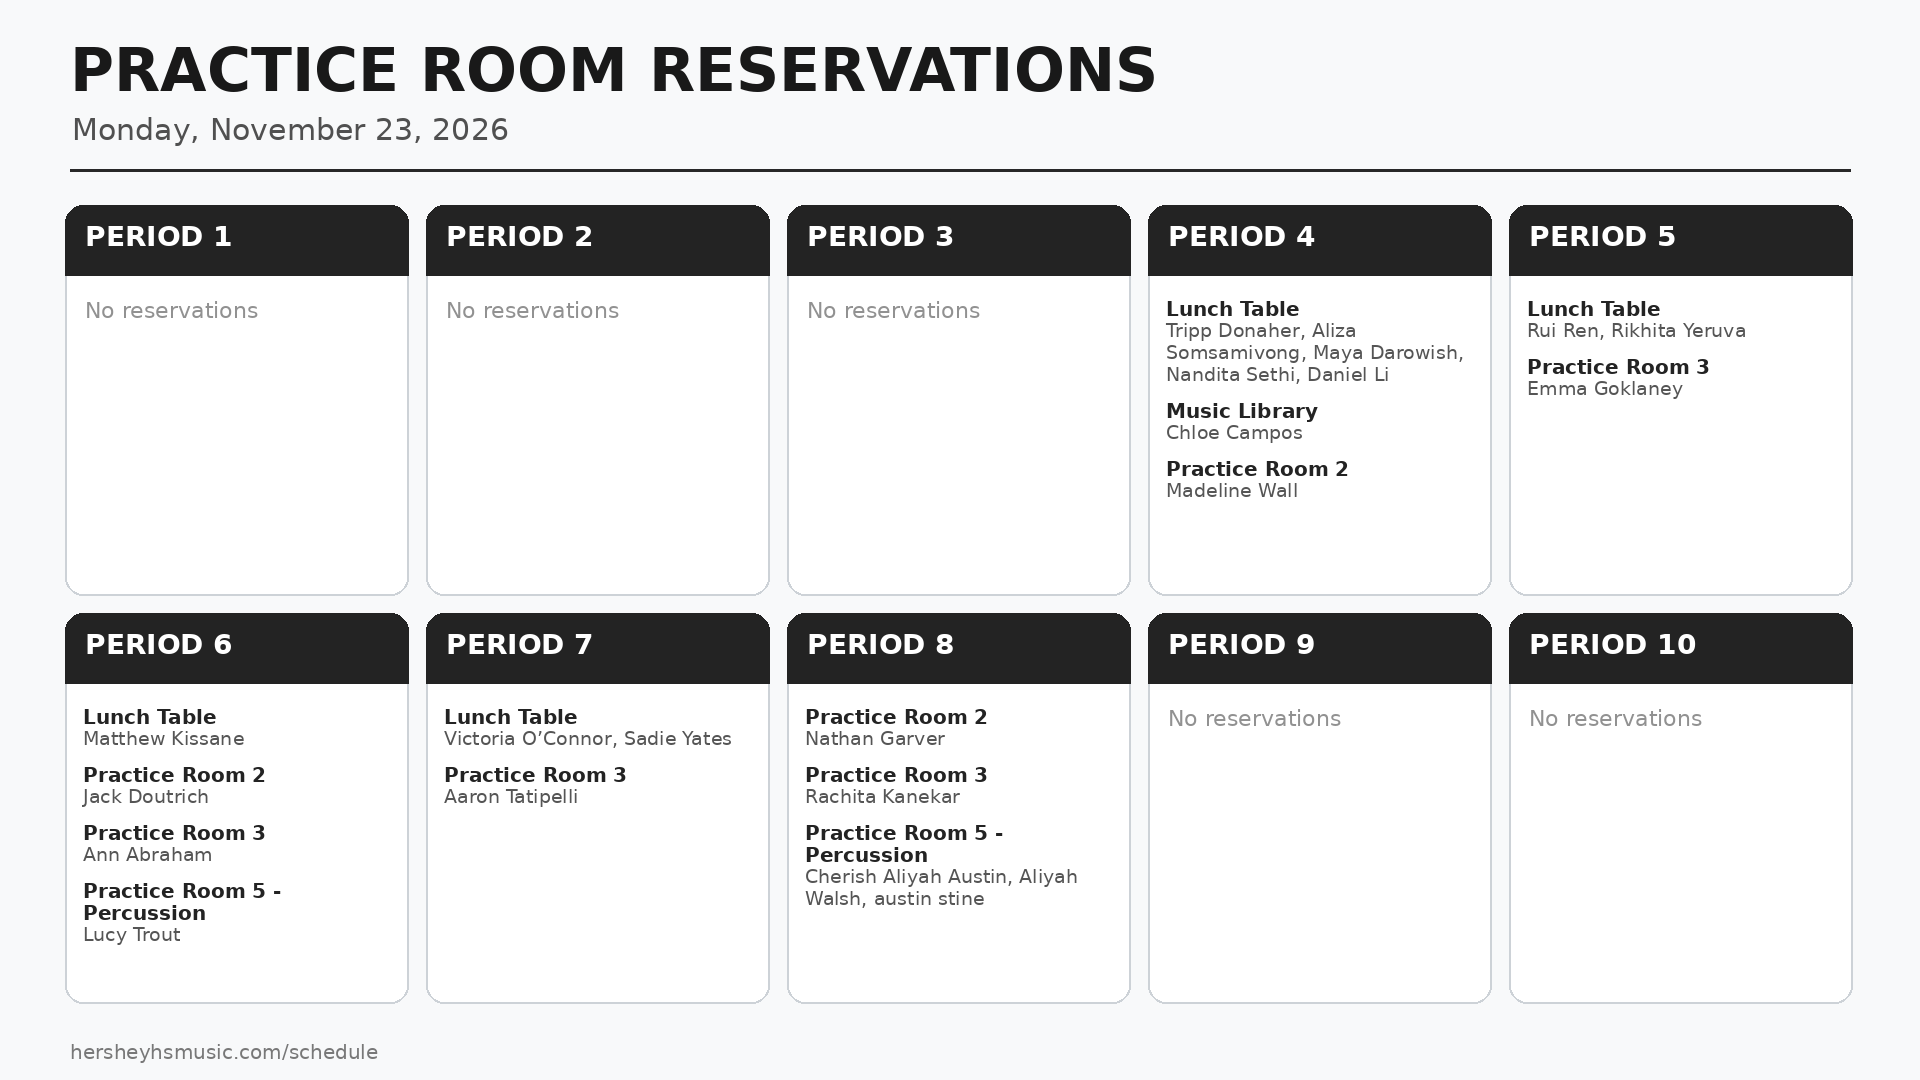 PRACTICE ROOM RESERVATIONS
Monday, November 23, 2026
PERIOD 1
No reservations
PERIOD 2
No reservations
PERIOD 3
No reservations
PERIOD 4
Lunch Table
Tripp Donaher, Aliza
Somsamivong, Maya Darowish,
Nandita Sethi, Daniel Li
Music Library
Chloe Campos
Practice Room 2
Madeline Wall
PERIOD 5
Lunch Table
Rui Ren, Rikhita Yeruva
Practice Room 3
Emma Goklaney
PERIOD 6
Lunch Table
Matthew Kissane
Practice Room 2
Jack Doutrich
Practice Room 3
Ann Abraham
Practice Room 5 -
Percussion
Lucy Trout
PERIOD 7
Lunch Table
Victoria O’Connor, Sadie Yates
Practice Room 3
Aaron Tatipelli
PERIOD 8
Practice Room 2
Nathan Garver
Practice Room 3
Rachita Kanekar
Practice Room 5 -
Percussion
Cherish Aliyah Austin, Aliyah
Walsh, austin stine
PERIOD 9
No reservations
PERIOD 10
No reservations
hersheyhsmusic.com/schedule